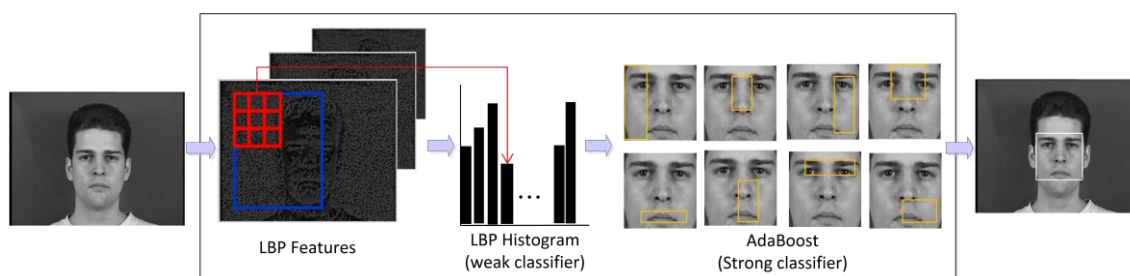 LBP Features
LBP Histogram
(weak classifier)
AdaBoost
(Strong classifier)